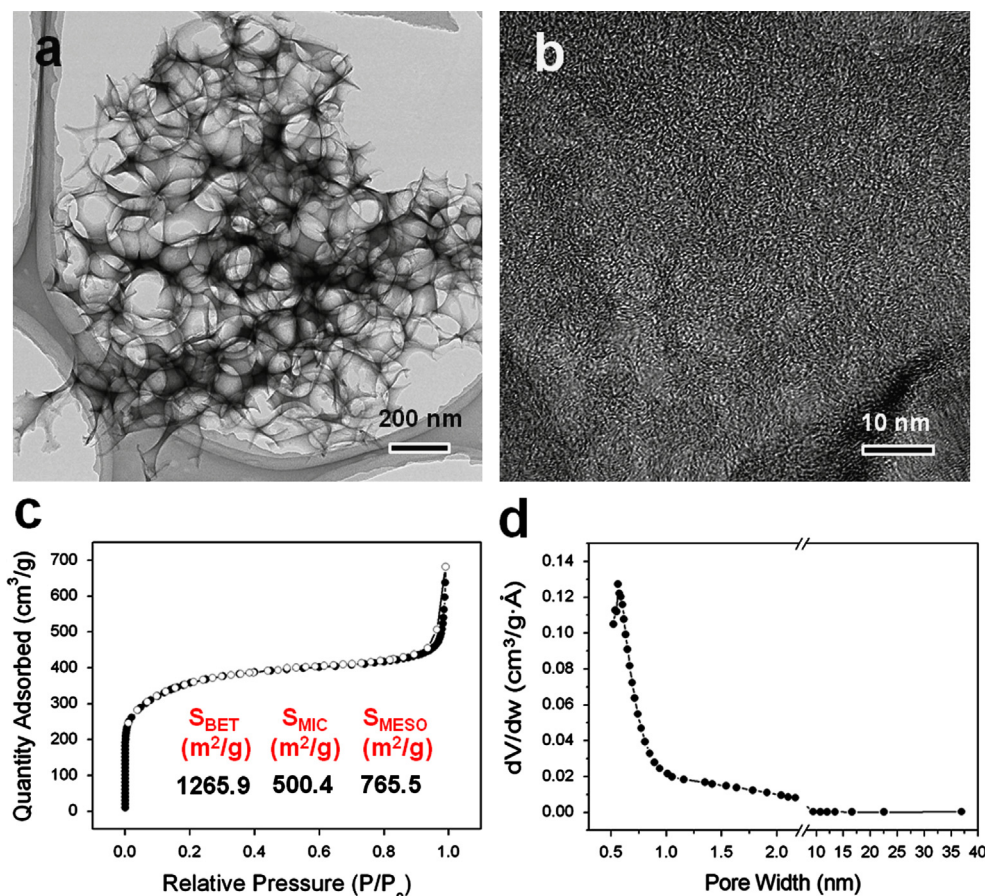 a
200 nm
b
10 nm
c
Quantity Adsorbed (cm³/g)
700
600
500
400
300
200
100
0
S_BET S_MIC S_MESO
(m²/g) (m²/g) (m²/g)
1265.9 500.4 765.5
0.0 0.2 0.4 0.6 0.8 1.0
Relative Pressure (P/P₀)
d
dV/dw (cm³/g·Å)
0.14
0.12
0.10
0.08
0.06
0.04
0.02
0.00
0.5 1.0 1.5 2.0 10 15 20 25 30 35 40
Pore Width (nm)